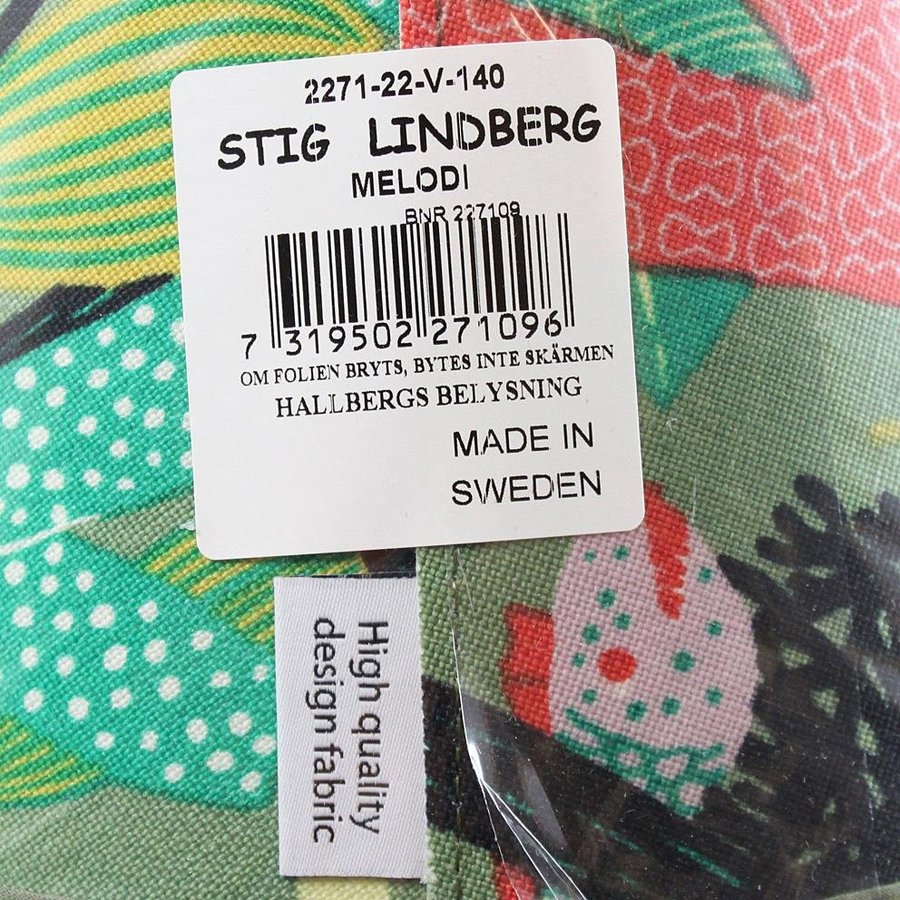 2271-22-V-140
STIG LINDBERG
MELODI
BNR 227109
7 319502 271096
OM FOLIEN BRYTS, BYTES INTE SKÄRMEN
HALLBERGS BELYSNING
MADE IN
SWEDEN
High quality
design fabric